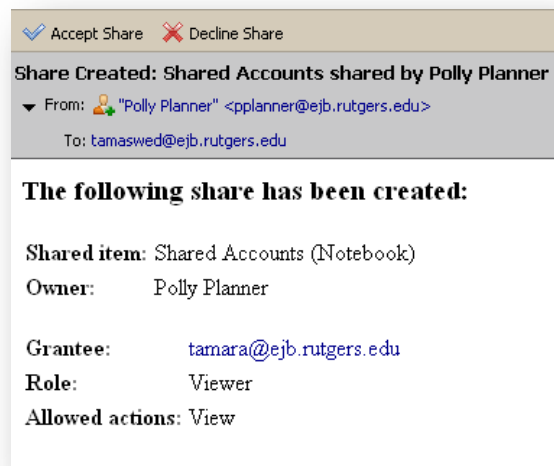 Accept Share Decline Share
Share Created: Shared Accounts shared by Polly Planner
From: "Polly Planner" <pplanner@ejb.rutgers.edu>
To: tamaswed@ejb.rutgers.edu
The following share has been created:
Shared item: Shared Accounts (Notebook)
Owner: Polly Planner
Grantee: tamara@ejb.rutgers.edu
Role: Viewer
Allowed actions: View